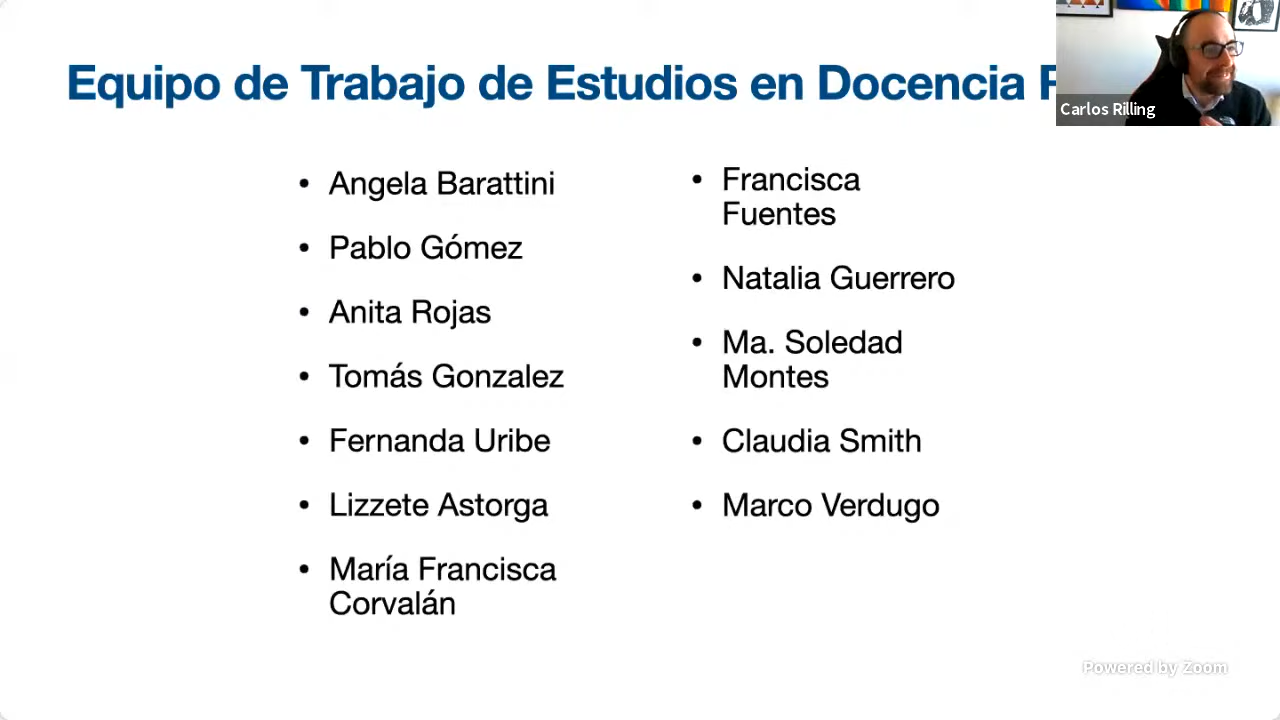 Equipo de Trabajo de Estudios en Docencia
Carlos Rilling
Angela Barattini
Pablo Gómez
Anita Rojas
Tomás Gonzalez
Fernanda Uribe
Lizzete Astorga
María Francisca
Corvalán
Francisca
Fuentes
Natalia Guerrero
Ma. Soledad
Montes
Claudia Smith
Marco Verdugo
Powered by Zoom